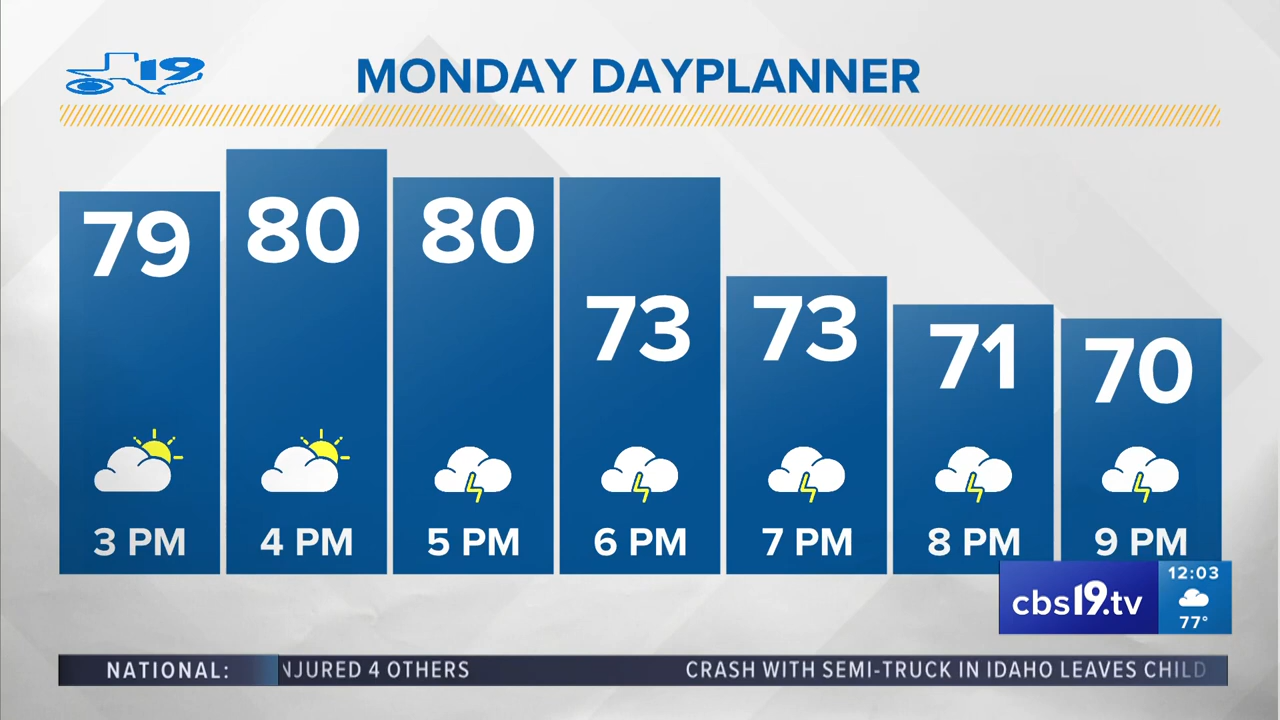 19
MONDAY DAYPLANNER
79 80 80 73 73 71 70
3 PM 4 PM 5 PM 6 PM 7 PM 8 PM 9 PM
cbs19.tv
12:03
77°
NATIONAL: NJURED 4 OTHERS CRASH WITH SEMI-TRUCK IN IDAHO LEAVES CHILD